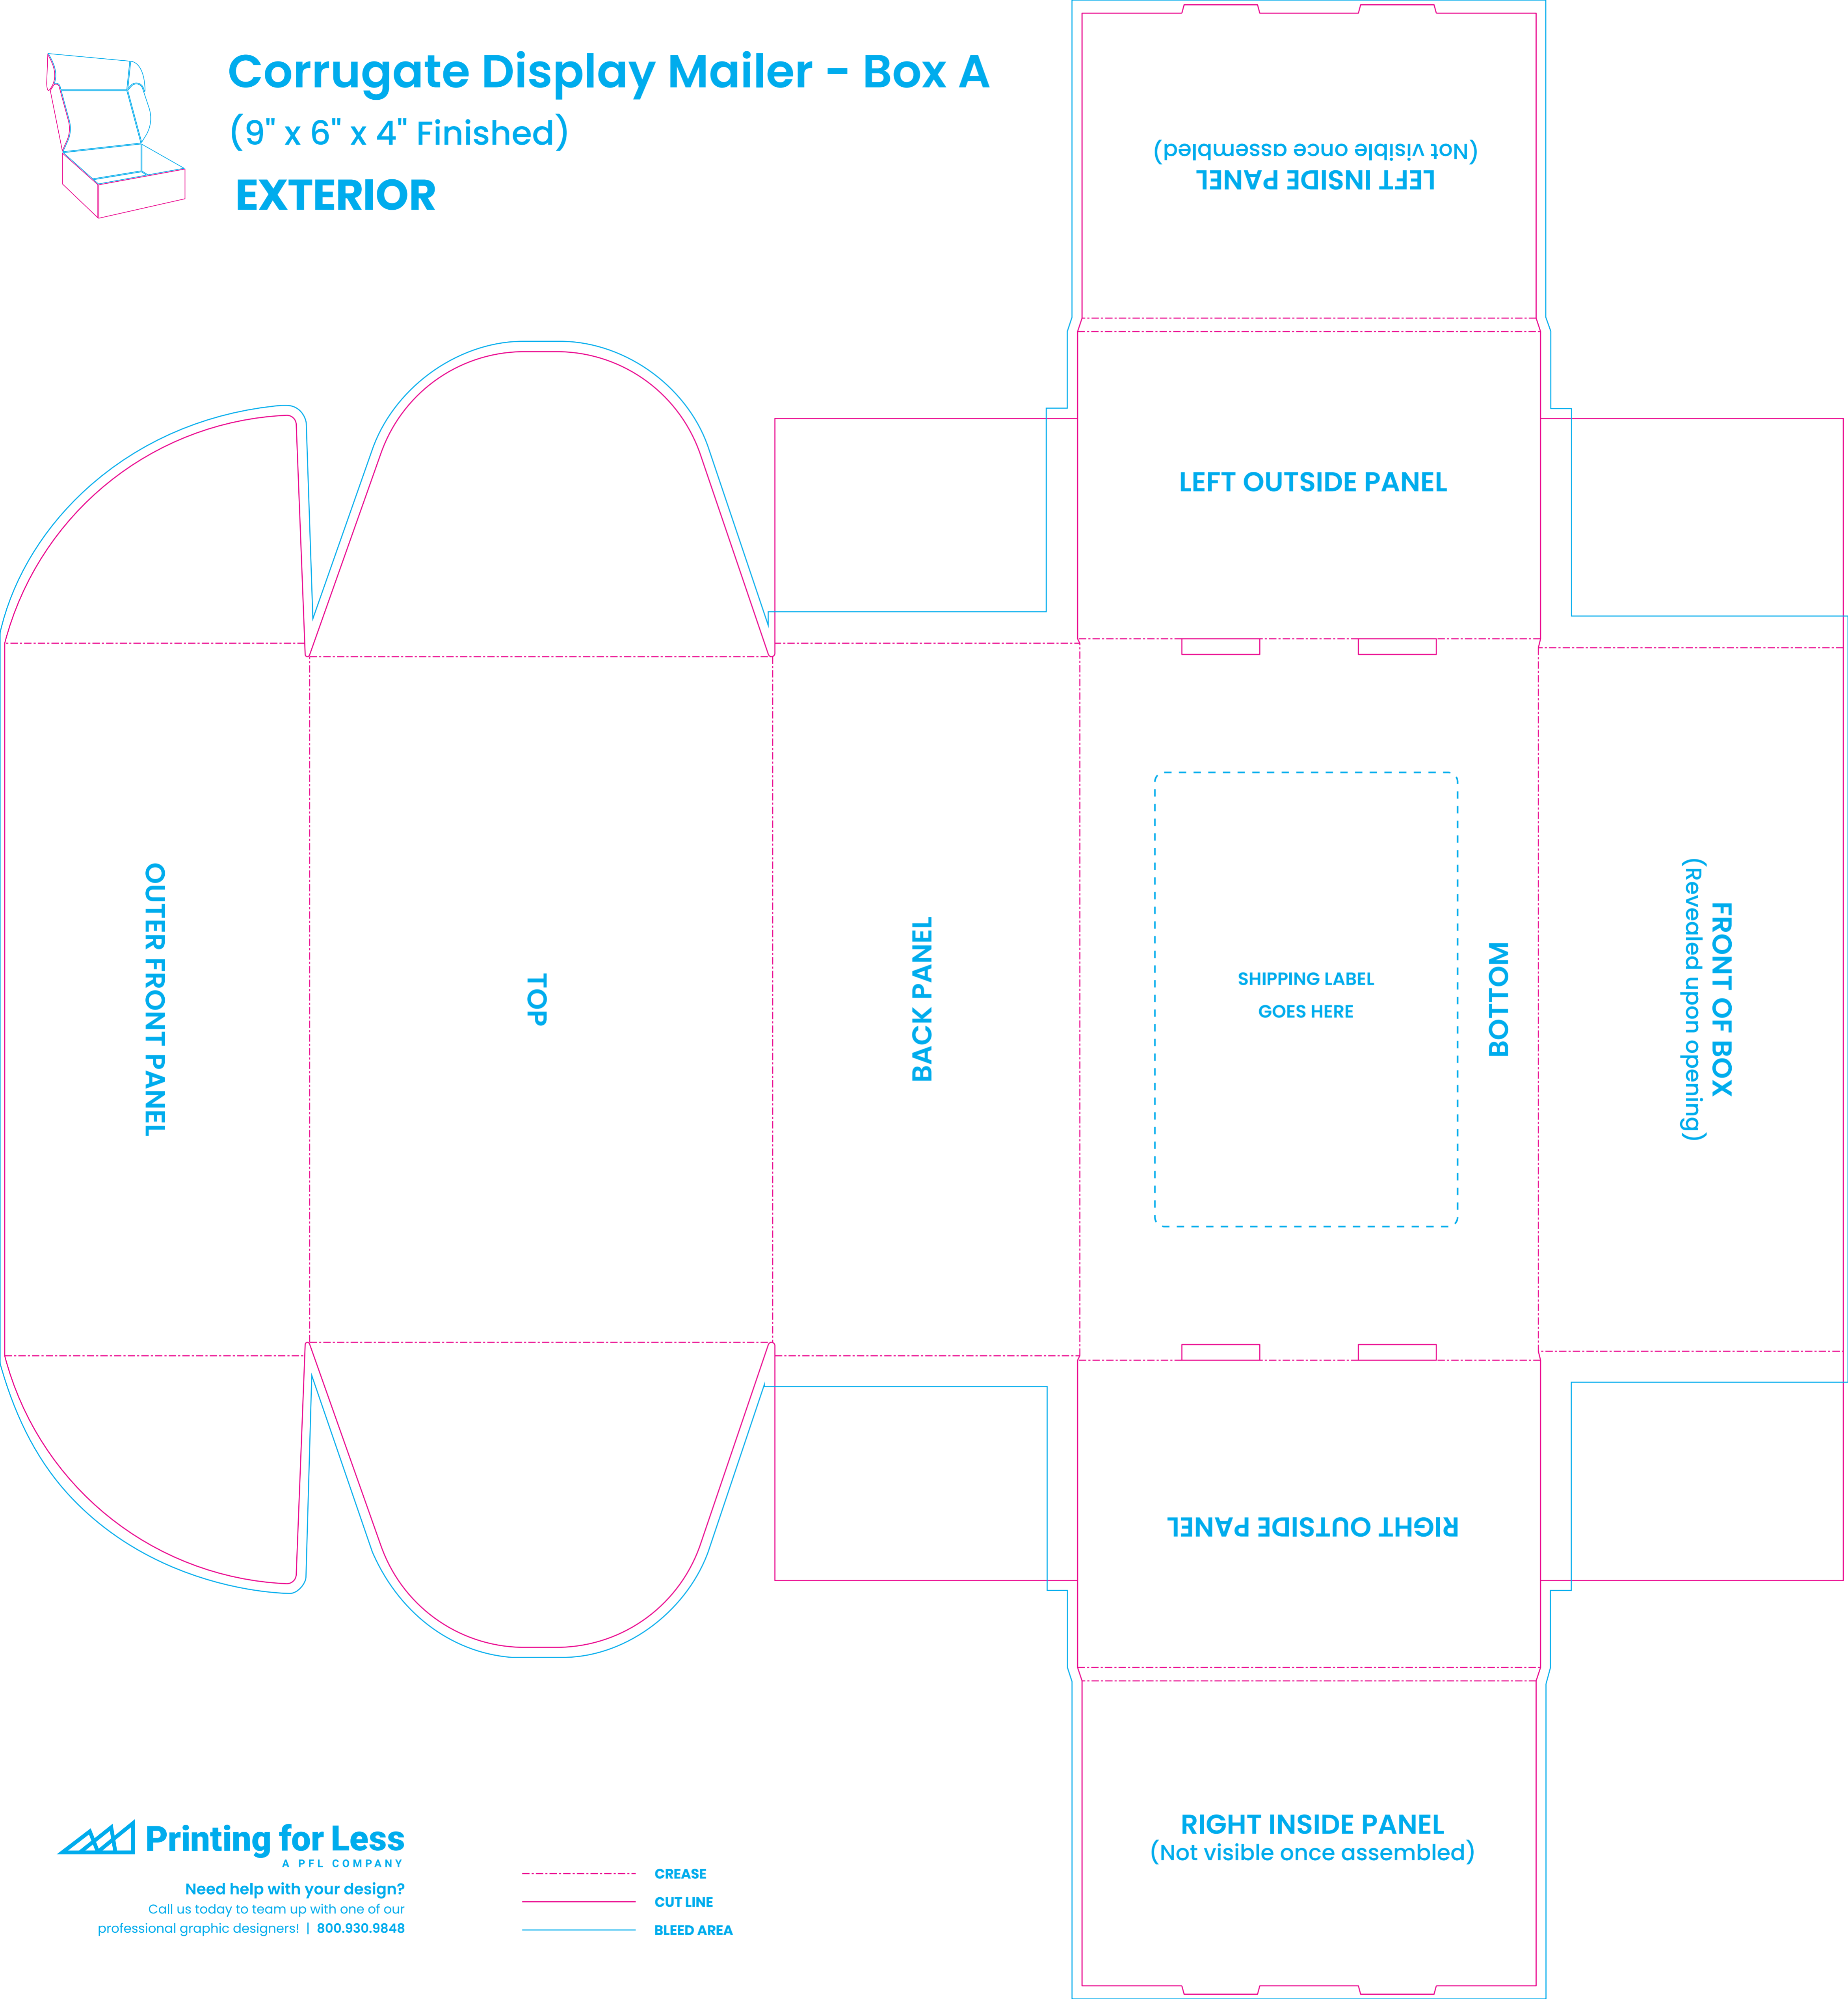 Corrugate Display Mailer - Box A
(9" x 6" x 4" Finished)
EXTERIOR
(Not visible once assembled)
LEFT INSIDE PANEL
LEFT OUTSIDE PANEL
OUTER FRONT PANEL
TOP
BACK PANEL
SHIPPING LABEL
GOES HERE
BOTTOM
FRONT OF BOX
(Revealed upon opening)
RIGHT OUTSIDE PANEL
RIGHT INSIDE PANEL
(Not visible once assembled)
Printing for Less
A PFL COMPANY
Need help with your design?
Call us today to team up with one of our
professional graphic designers! | 800.930.9848
CREASE
CUT LINE
BLEED AREA